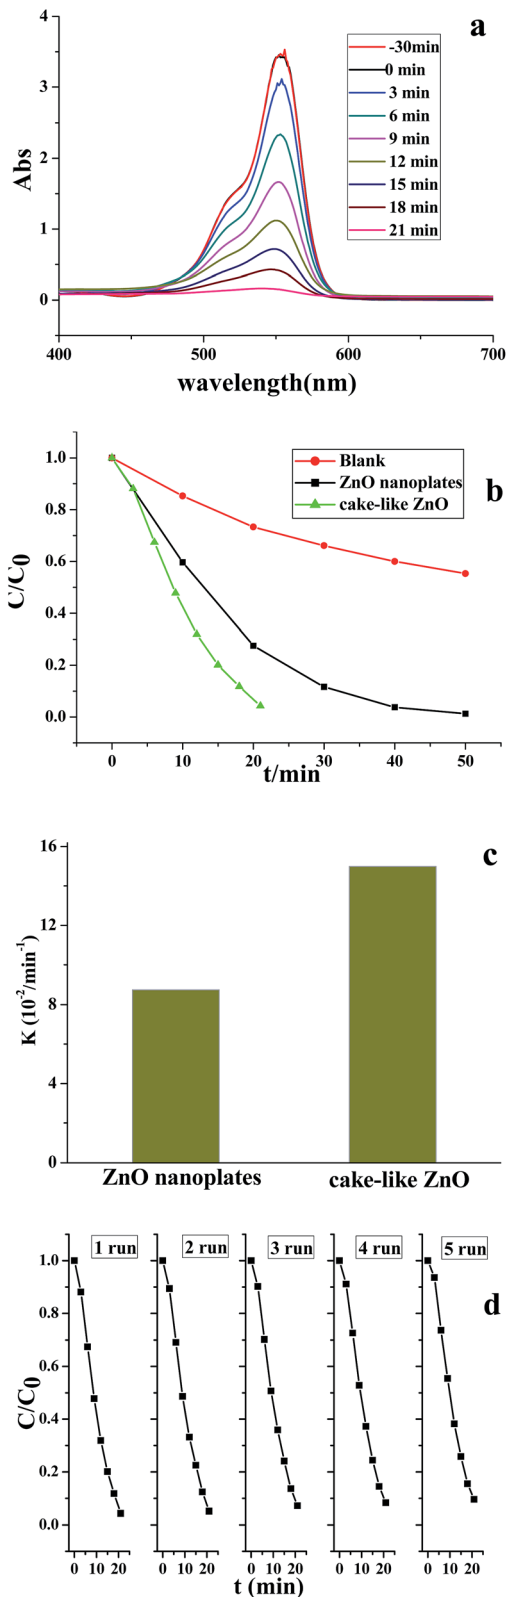 a
4
3
2
1
0
Abs
-30min
0 min
3 min
6 min
9 min
12 min
15 min
18 min
21 min
400 500 600 700
wavelength(nm)
b
1.0
0.8
0.6
0.4
0.2
0.0
C/C0
Blank
ZnO nanoplates
cake-like ZnO
0 10 20 30 40 50
t/min
c
16
12
8
4
0
K (10-2/min-1)
ZnO nanoplates cake-like ZnO
1 run 2 run 3 run 4 run 5 run
d
1.0
0.8
0.6
0.4
0.2
0.0
C/C0
0 10 20 0 10 20 0 10 20 0 10 20 0 10 20
t (min)